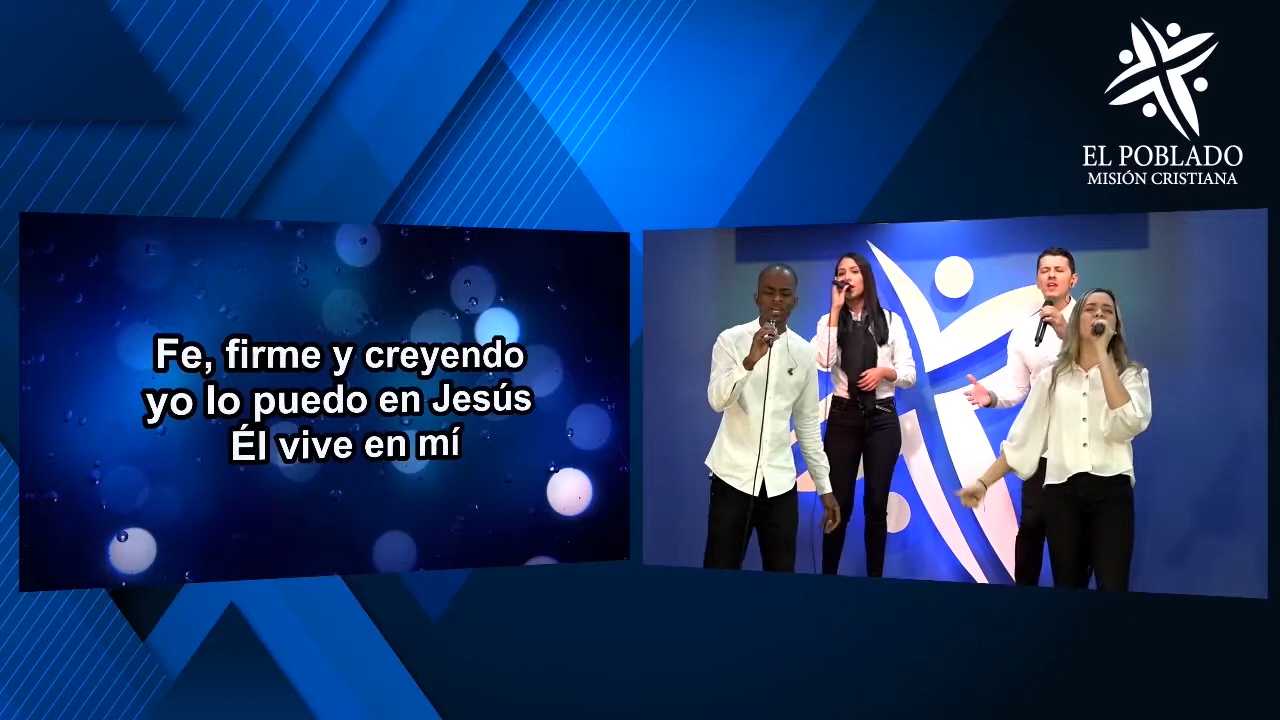 EL POBLADO
MISIÓN CRISTIANA
Fe, firme y creyendo
yo lo puedo en Jesús
Él vive en mí